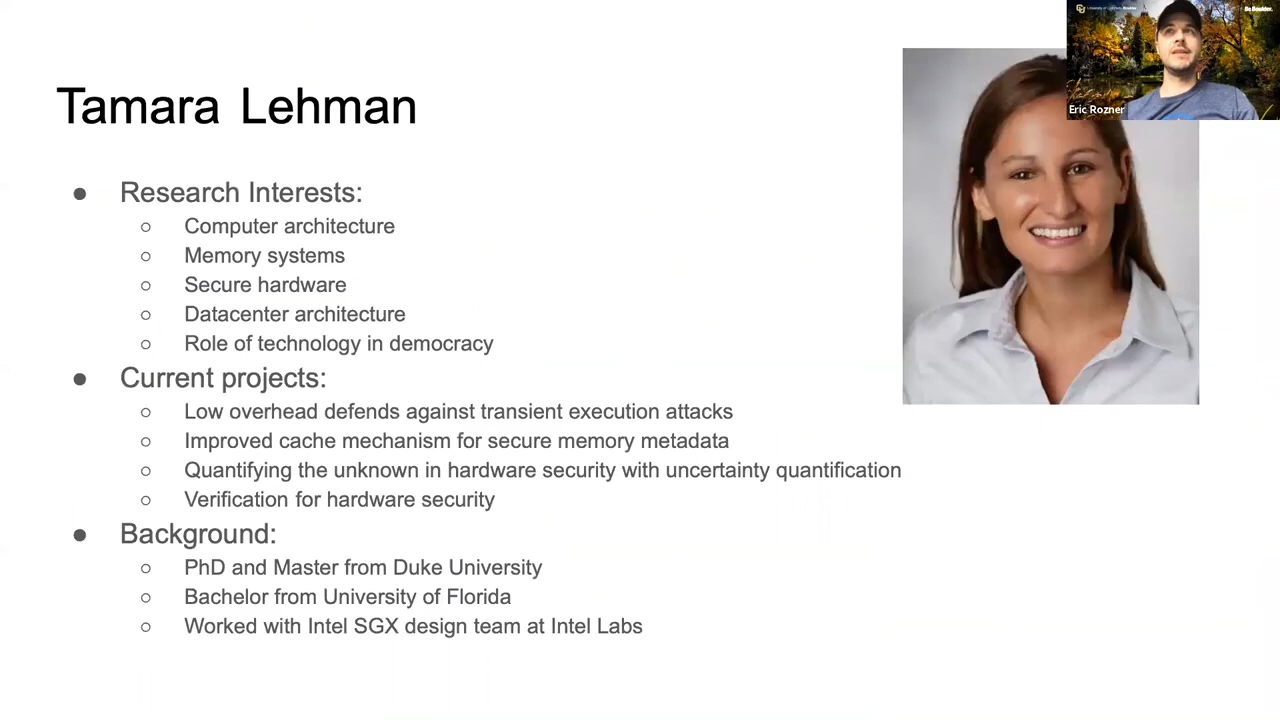 Be Boulder.
Eric Rozner
Tamara Lehman
● Research Interests:
○ Computer architecture
○ Memory systems
○ Secure hardware
○ Datacenter architecture
○ Role of technology in democracy
● Current projects:
○ Low overhead defends against transient execution attacks
○ Improved cache mechanism for secure memory metadata
○ Quantifying the unknown in hardware security with uncertainty quantification
○ Verification for hardware security
● Background:
○ PhD and Master from Duke University
○ Bachelor from University of Florida
○ Worked with Intel SGX design team at Intel Labs